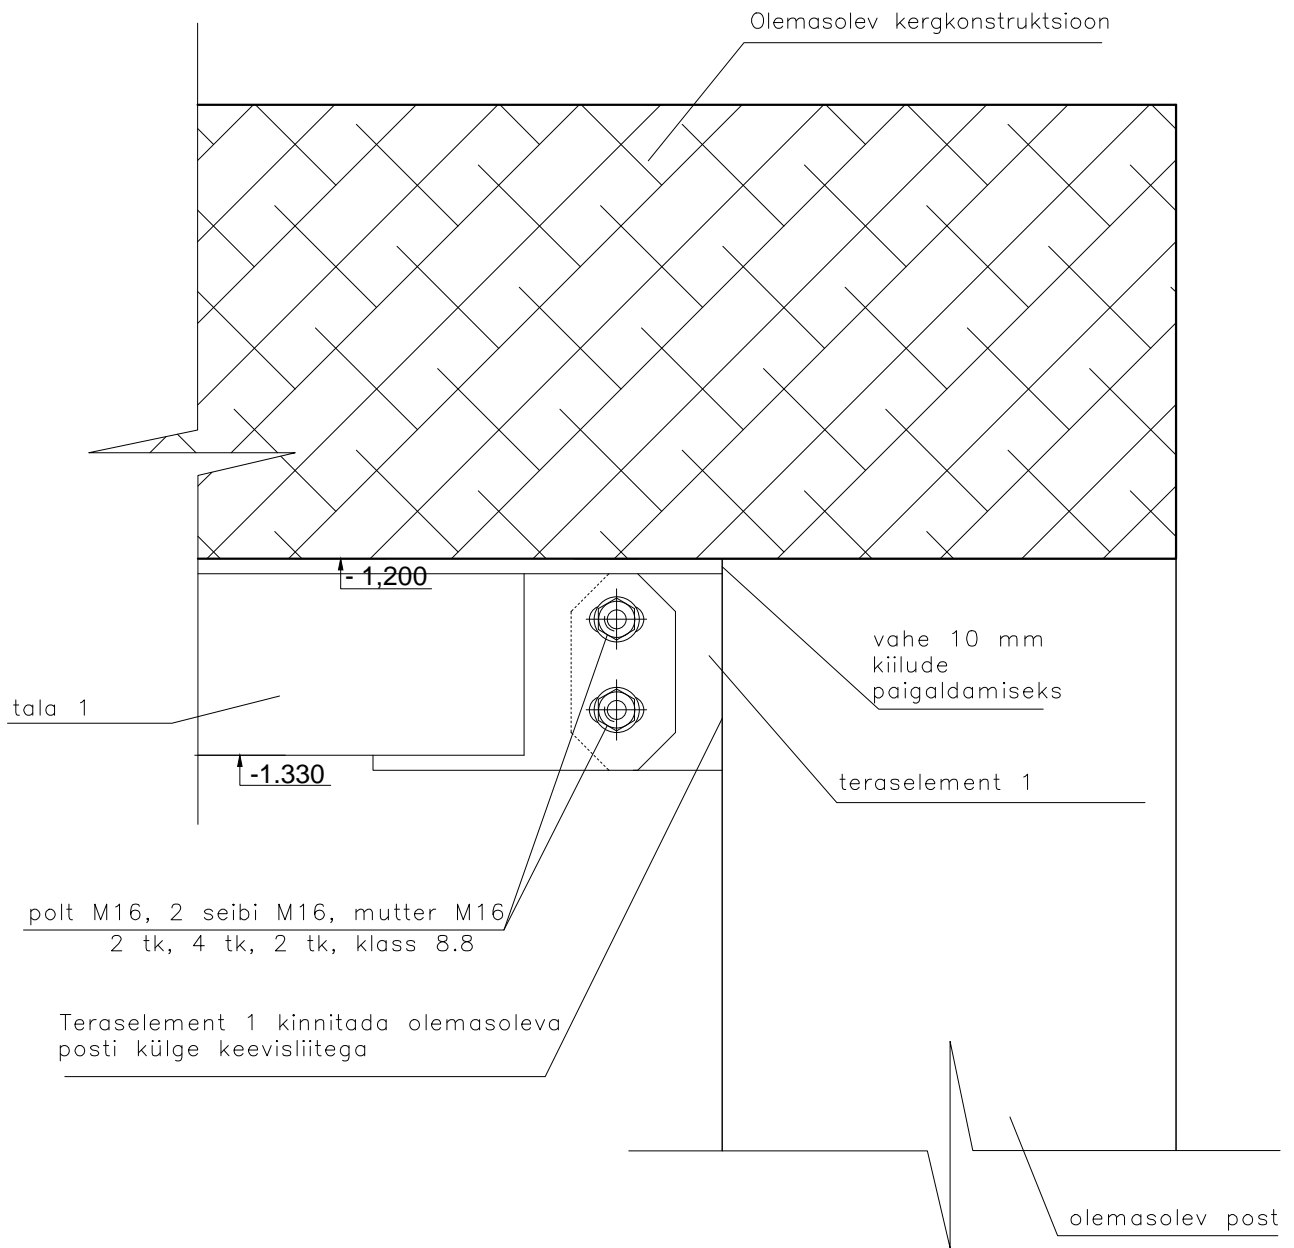 Olemasolev kergkonstruktsioon
- 1,200
vahe 10 mm
kiilude
paigaldamiseks
tala 1
-1.330
teraselement 1
polt M16, 2 seibi M16, mutter M16
2 tk, 4 tk, 2 tk, klass 8.8
Teraselement 1 kinnitada olemasoleva
posti külge keevisliitega
olemasolev post